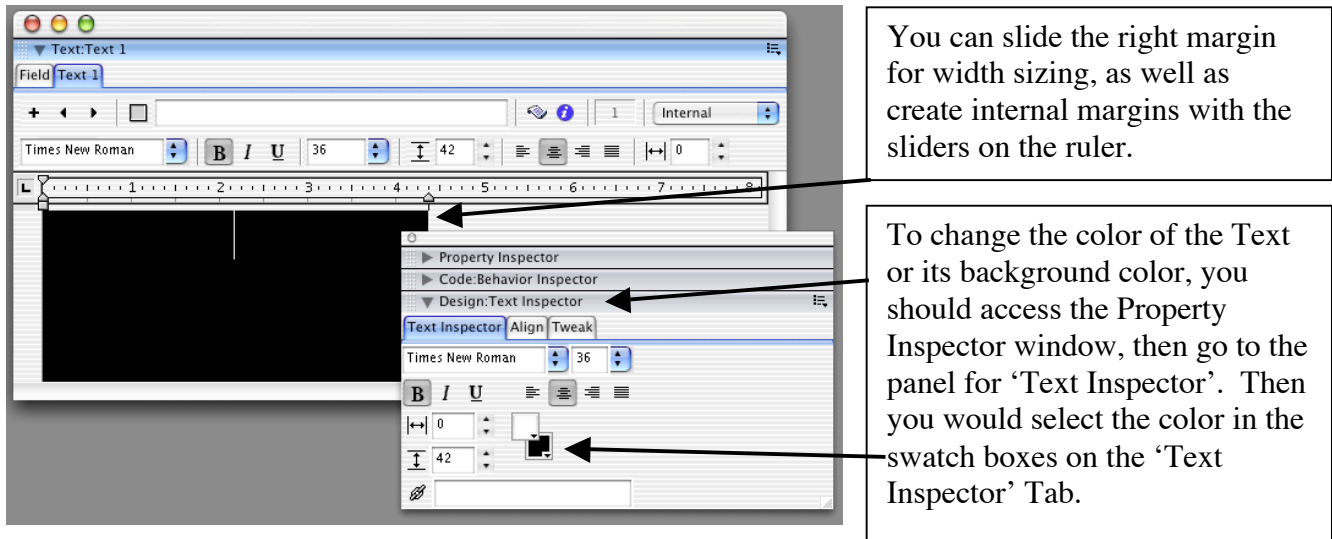 Text:Text 1
Field Text 1
1 Internal
Times New Roman B I U 36 42 0
L 1 2 3 4 5 6 7 8
Property Inspector
Code:Behavior Inspector
Design:Text Inspector
Text Inspector Align Tweak
Times New Roman 36
B I U
0
42
You can slide the right margin
for width sizing, as well as
create internal margins with the
sliders on the ruler.
To change the color of the Text
or its background color, you
should access the Property
Inspector window, then go to the
panel for ‘Text Inspector’. Then
you would select the color in the
swatch boxes on the ‘Text
Inspector’ Tab.